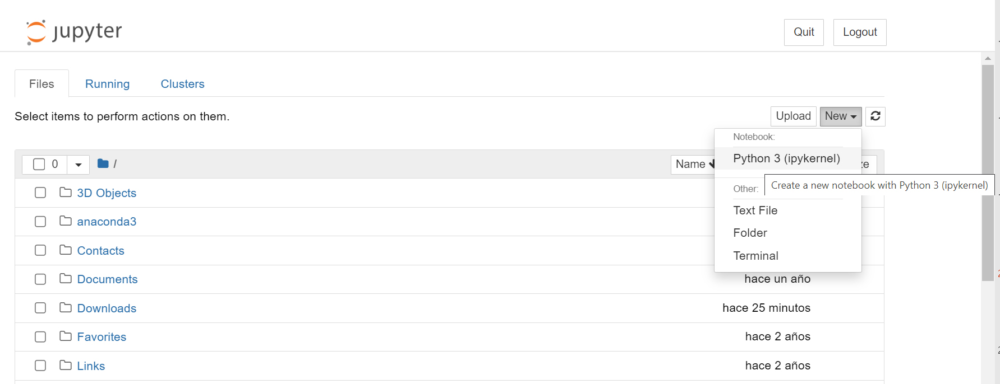 jupyter
Quit Logout
Files Running Clusters
Select items to perform actions on them.
Upload New
Notebook:
0 /
Name
Python 3 (ipykernel)
Create a new notebook with Python 3 (ipykernel)
Other:
Text File
Folder
Terminal
3D Objects
anaconda3
Contacts
Documents hace un año
Downloads hace 25 minutos
Favorites hace 2 años
Links hace 2 años